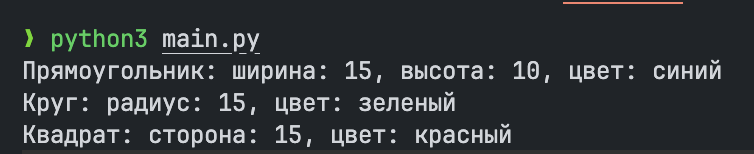 ❱ python3 main.py
Прямоугольник: ширина: 15, высота: 10, цвет: синий
Круг: радиус: 15, цвет: зеленый
Квадрат: сторона: 15, цвет: красный